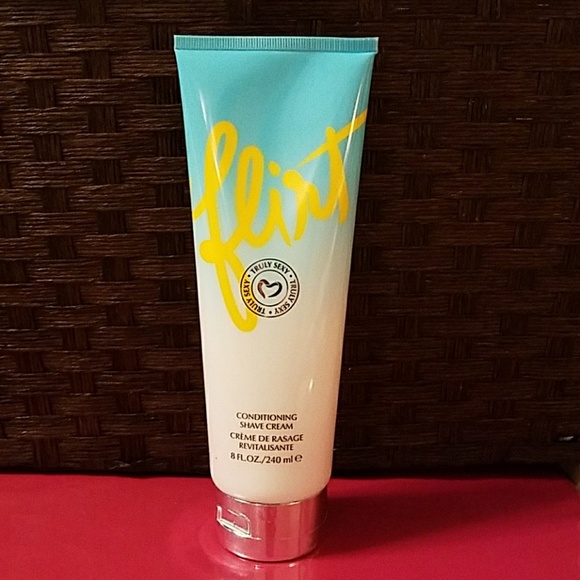 flirt
TRULY SEXY • TRULY SEXY • TRULY SEXY •
CONDITIONING
SHAVE CREAM
CRÈME DE RASAGE
REVITALISANTE
8 FL.OZ./240 ml ℮